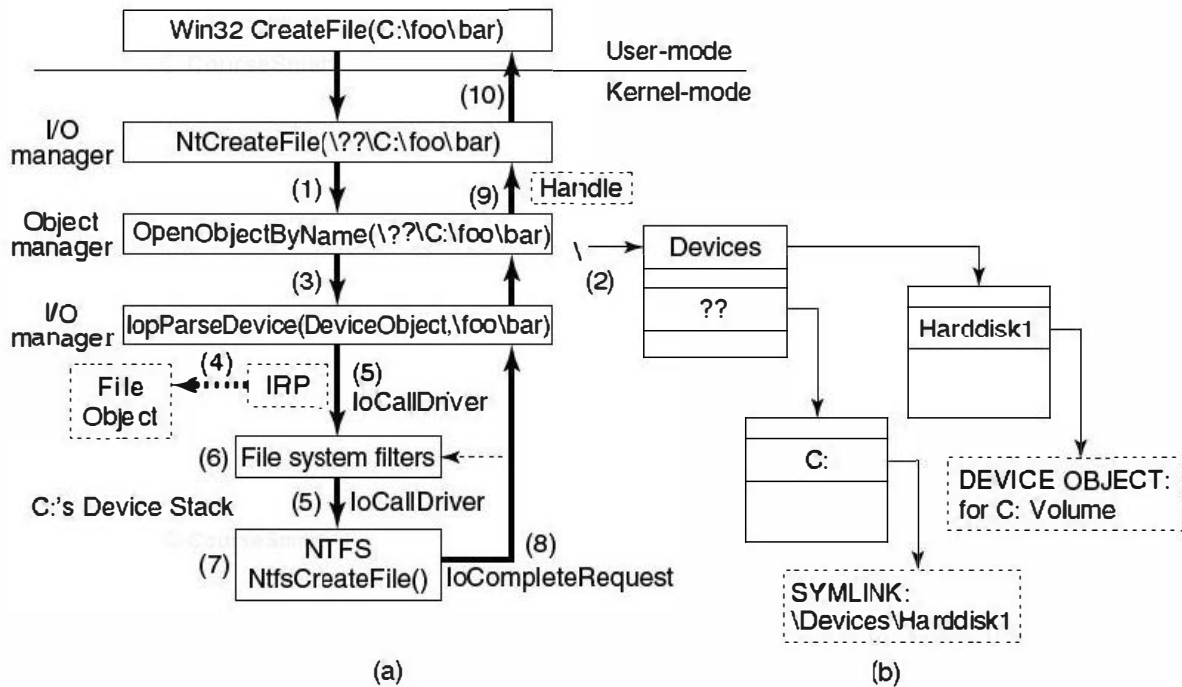 Win32 CreateFile(C:\foo\bar)
User-mode
© CourseSmart
Kernel-mode
(10)
I/O
manager
NtCreateFile(\??\C:\foo\bar)
(1)
(9)
Handle
Object
manager
OpenObjectByName(\??\C:\foo\bar)
(3)
I/O
manager
IopParseDevice(DeviceObject,\foo\bar)
(4)
File
Object
IRP
(5)
IoCallDriver
(6)
File system filters
C:'s Device Stack
(5)
IoCallDriver
© CourseSmart
(7)
NTFS
NtfsCreateFile()
(8)
IoCompleteRequest
(a)
\
(2)
Devices
??
Harddisk1
C:
DEVICE OBJECT:
for C: Volume
SYMLINK:
\Devices\Harddisk1
(b)